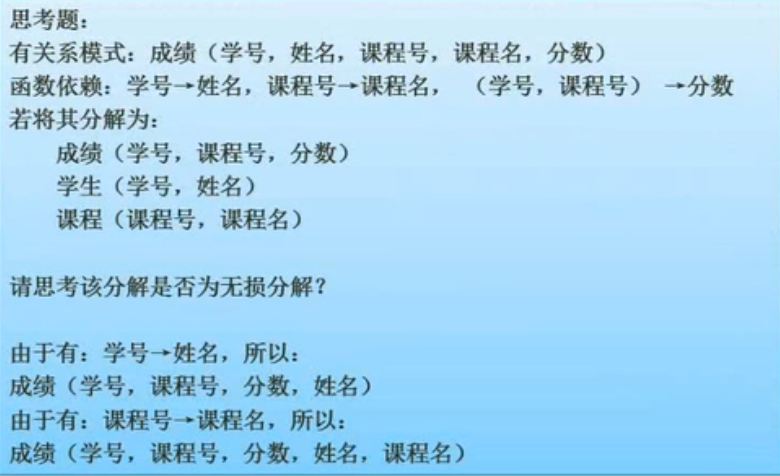 思考题：
有关系模式：成绩（学号，姓名，课程号，课程名，分数）
函数依赖：学号→姓名，课程号→课程名，（学号，课程号）→分数
若将其分解为：
成绩（学号，课程号，分数）
学生（学号，姓名）
课程（课程号，课程名）
请思考该分解是否为无损分解？
由于有：学号→姓名，所以：
成绩（学号，课程号，分数，姓名）
由于有：课程号→课程名，所以：
成绩（学号，课程号，分数，姓名，课程名）